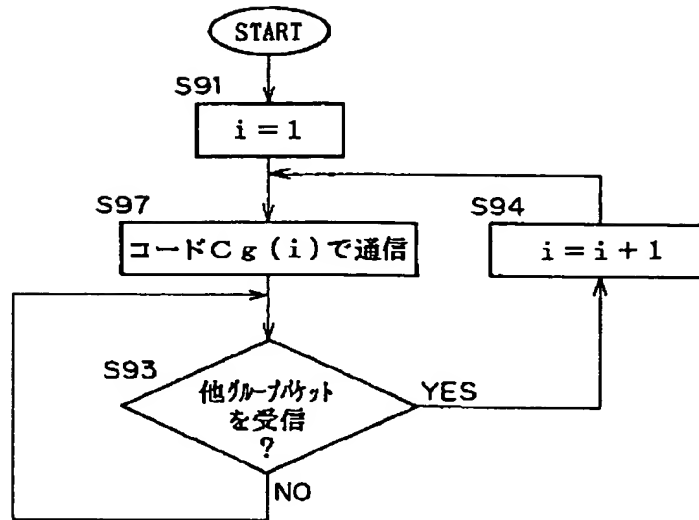 START
S91
i=1
S97
コードCg(i)で通信
S94
i=i+1
S93
他グループパケット
を受信
?
YES
NO